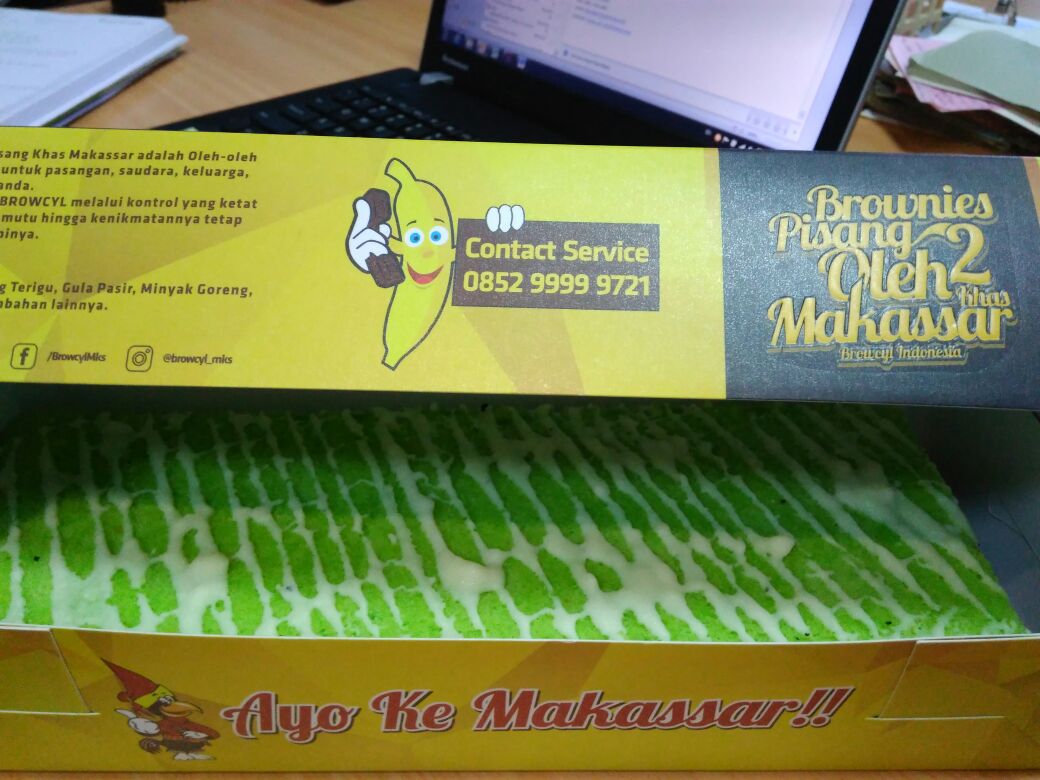 sang Khas Makassar adalah Oleh-oleh
untuk pasangan, saudara, keluarga,
anda.
BROWCYL melalui kontrol yang ketat
mutu hingga kenikmatannya tetap
Terigu, Gula Pasir, Minyak Goreng,
bahan lainnya.
/BrowcylMks
@browcyl_mks
Contact Service
0852 9999 9721
Brownies
Pisang 2
Oleh
Khas
Makassar
Browcyl Indonesia
Ayo Ke Makassar!!